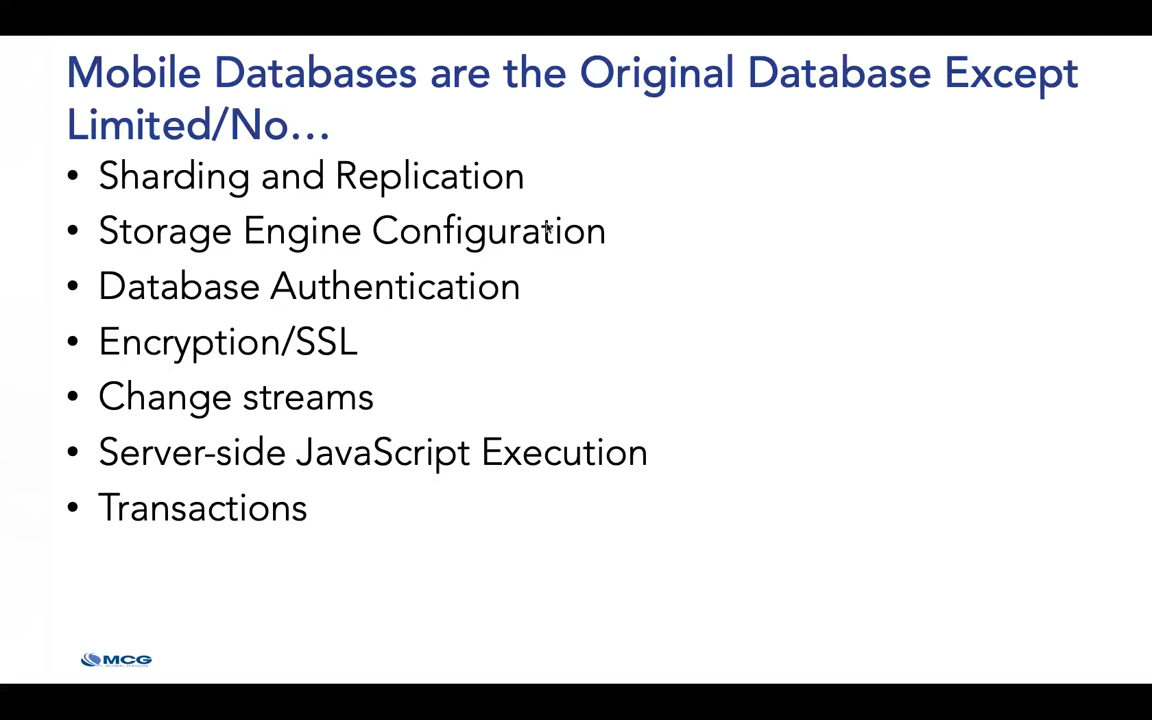 Mobile Databases are the Original Database Except
Limited/No…
• Sharding and Replication
• Storage Engine Configuration
• Database Authentication
• Encryption/SSL
• Change streams
• Server-side JavaScript Execution
• Transactions
MCG